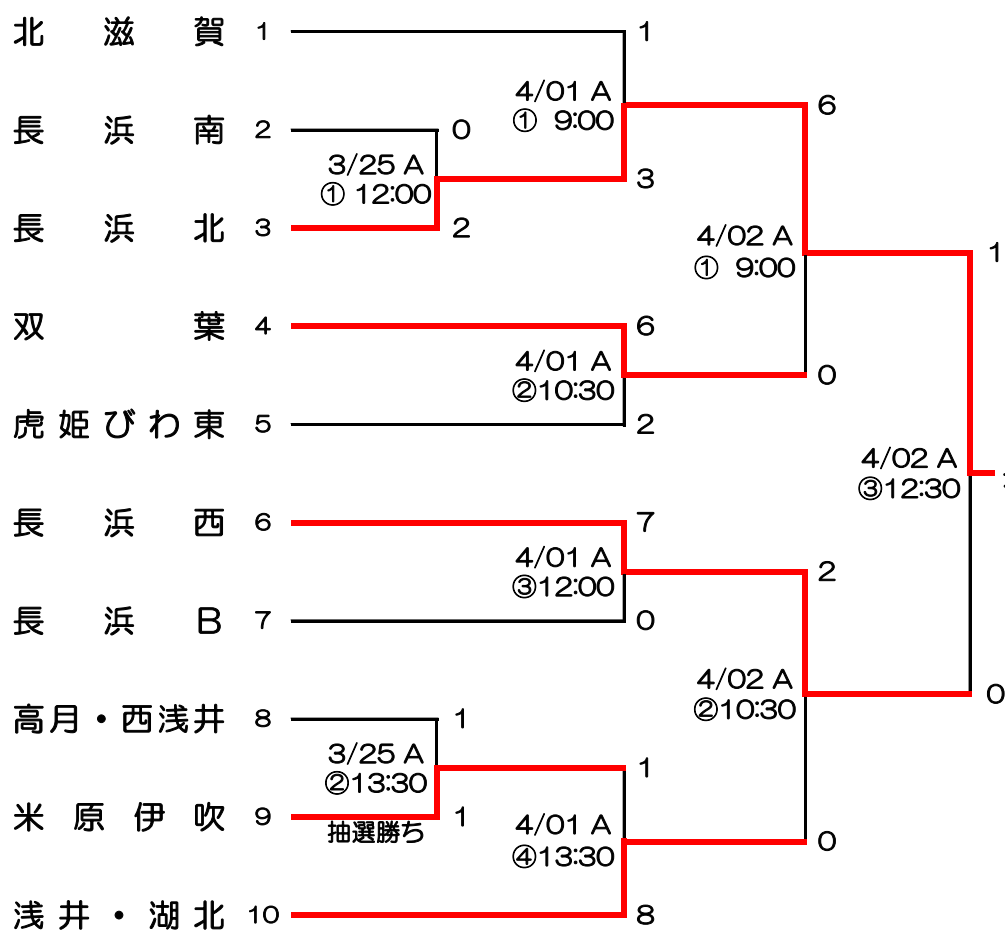 北滋賀 1
1
4/01 A
① 9:00
6
長浜南 2
0
3/25 A
① 12:00
3
長浜北 3
2
4/02 A
① 9:00
1
双葉 4
6
4/01 A
②10:30
0
虎姫びわ東 5
2
4/02 A
③12:30
長浜西 6
7
4/01 A
③12:00
2
長浜B 7
0
4/02 A
②10:30
0
高月・西浅井 8
1
3/25 A
②13:30
1
米原伊吹 9
1
抽選勝ち
4/01 A
④13:30
0
浅井・湖北 10
8